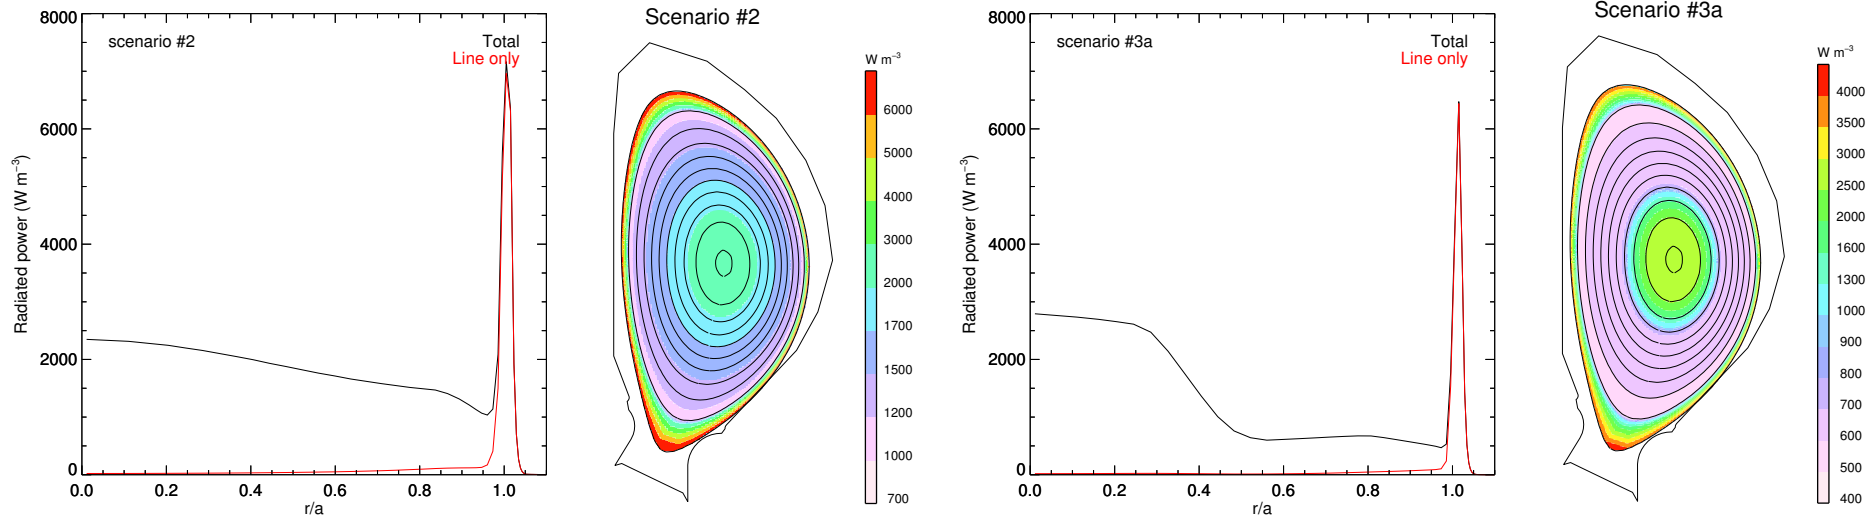 Scenario #2
Scenario #3a
8000
6000
4000
2000
0
0.0 0.2 0.4 0.6 0.8 1.0
r/a
Radiated power (W m⁻³)
scenario #2
Total
Line only
W m⁻³
6000
5000
4000
3000
2000
1700
1500
1200
1000
700
8000
6000
4000
2000
0
0.0 0.2 0.4 0.6 0.8 1.0
r/a
Radiated power (W m⁻³)
scenario #3a
Total
Line only
W m⁻³
4000
3500
3000
2500
2000
1600
1300
1000
900
800
700
600
500
400